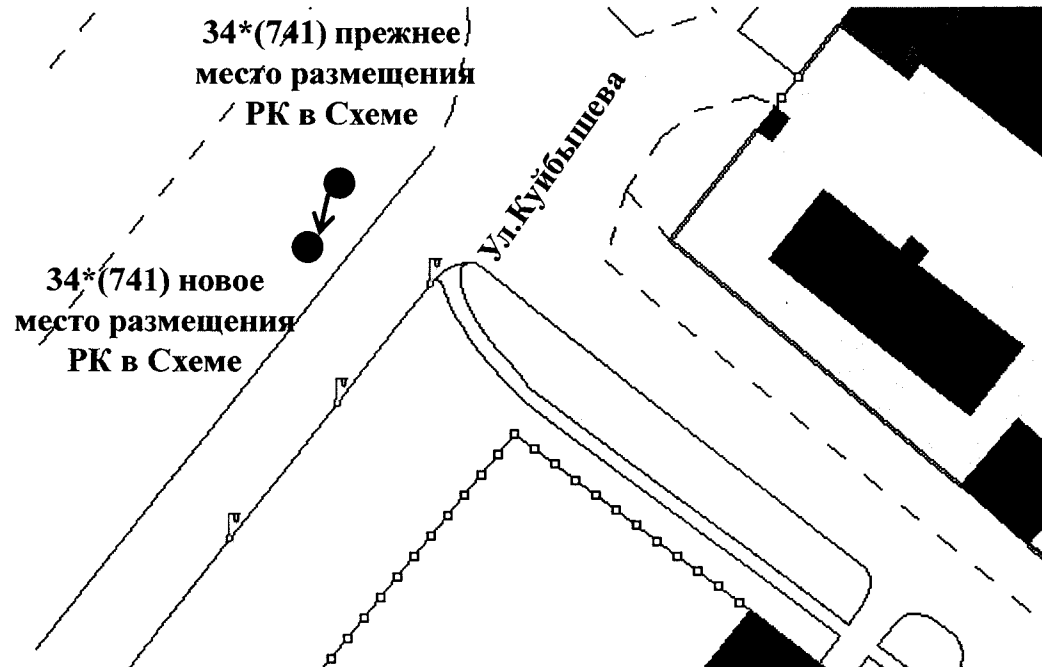 34*(741) прежнее
место размещения
РК в Схеме
Ул.Куйбышева
34*(741) новое
место размещения
РК в Схеме